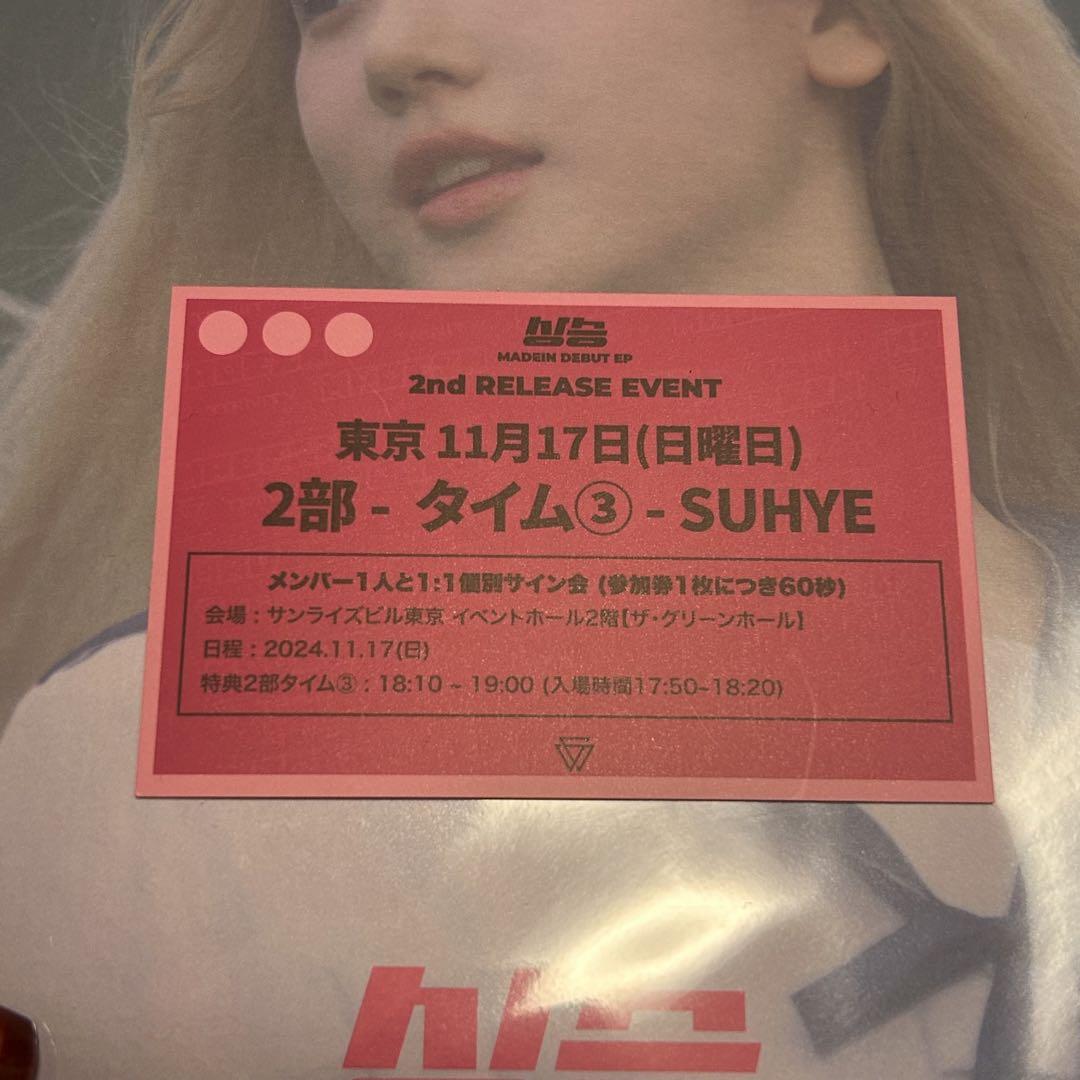 상승
MADEIN DEBUT EP
2nd RELEASE EVENT
東京 11月17日(日曜日)
2部 - タイム③ - SUHYE
メンバー1人と1:1個別サイン会 (参加券1枚につき60秒)
会場 : サンライズビル東京 イベントホール2階【ザ・グリーンホール】
日程 : 2024.11.17(日)
特典2部タイム③ : 18:10 ~ 19:00 (入場時間17:50~18:20)